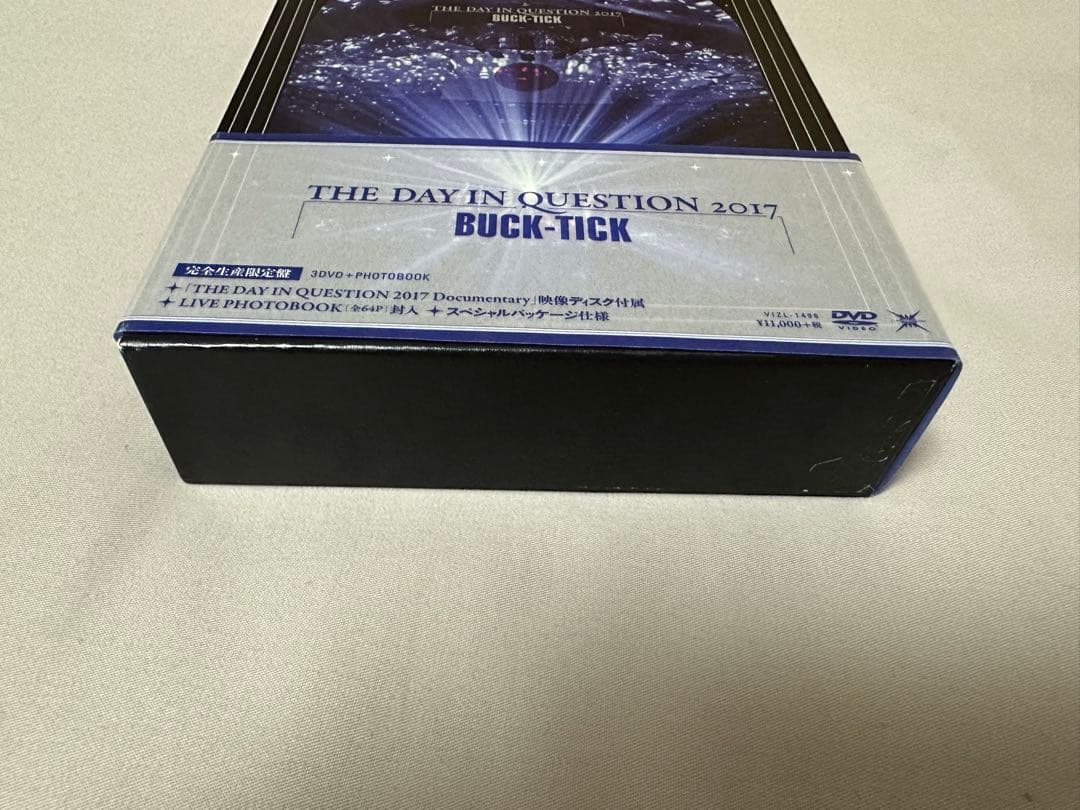 THE DAY IN QUESTION 2017
BUCK-TICK
THE DAY IN QUESTION 2017
BUCK-TICK
完全生産限定盤 3DVD+PHOTOBOOK
「THE DAY IN QUESTION 2017 Documentary」映像ディスク付属
LIVE PHOTOBOOK［全64P］封入 スペシャルパッケージ仕様
VIZL-1486
¥11,000+税
DVD
VIDEO